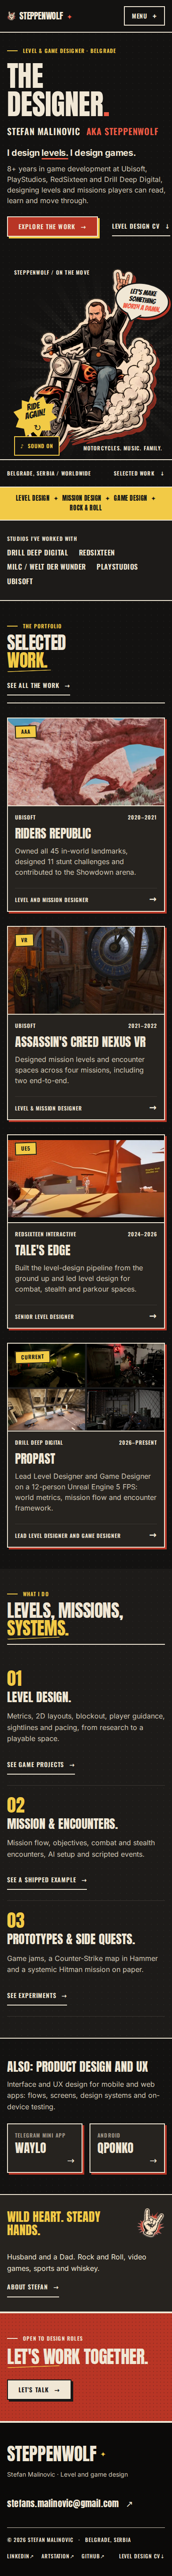 STEPPENWOLF
MENU
LEVEL & GAME DESIGNER · BELGRADE
THE
DESIGNER.
STEFAN MALINOVIC AKA STEPPENWOLF
I design levels. I design games.
8+ years in game development at Ubisoft,
PlayStudios, RedSixteen and Drill Deep Digital,
designing levels and missions players can read,
learn and move through.
EXPLORE THE WORK →
LEVEL DESIGN CV ↓
STEPPENWOLF / ON THE MOVE
LET'S MAKE
SOMETHING
WORTH A DAMN.
RIDE
AGAIN!
↻
♪ SOUND ON
MOTORCYCLES. MUSIC. FAMILY.
BELGRADE, SERBIA / WORLDWIDE
SELECTED WORK ↓
LEVEL DESIGN ✦ MISSION DESIGN ✦ GAME DESIGN ✦
ROCK & ROLL
STUDIOS I'VE WORKED WITH
DRILL DEEP DIGITAL REDSIXTEEN
MILC / WELT DER WUNDER PLAYSTUDIOS
UBISOFT
THE PORTFOLIO
SELECTED
WORK.
SEE ALL THE WORK →
AAA
UBISOFT 2020–2021
RIDERS REPUBLIC
Owned all 45 in-world landmarks,
designed 11 stunt challenges and
contributed to the Showdown arena.
LEVEL AND MISSION DESIGNER →
VR
UBISOFT 2021–2022
ASSASSIN'S CREED NEXUS VR
Designed mission levels and encounter
spaces across four missions, including
two end-to-end.
LEVEL & MISSION DESIGNER →
UE5
REDSIXTEEN INTERACTIVE 2024–2026
TALE'S EDGE
Built the level-design pipeline from the
ground up and led level design for
combat, stealth and parkour spaces.
SENIOR LEVEL DESIGNER →
CURRENT
DRILL DEEP DIGITAL 2026–PRESENT
PROPAST
Lead Level Designer and Game Designer
on a 12-person Unreal Engine 5 FPS:
world metrics, mission flow and encounter
framework.
LEAD LEVEL DESIGNER AND GAME DESIGNER →
WHAT I DO
LEVELS, MISSIONS,
SYSTEMS.
01
LEVEL DESIGN.
Metrics, 2D layouts, blockout, player guidance,
sightlines and pacing, from research to a
playable space.
SEE GAME PROJECTS →
02
MISSION & ENCOUNTERS.
Mission flow, objectives, combat and stealth
encounters, AI setup and scripted events.
SEE A SHIPPED EXAMPLE →
03
PROTOTYPES & SIDE QUESTS.
Game jams, a Counter-Strike map in Hammer
and a systemic Hitman mission on paper.
SEE EXPERIMENTS →
ALSO: PRODUCT DESIGN AND UX
Interface and UX design for mobile and web
apps: flows, screens, design systems and on-
device testing.
TELEGRAM MINI APP
WAYLO
→
ANDROID
QPONKO
→
WILD HEART. STEADY
HANDS.
Husband and a Dad. Rock and Roll, video
games, sports and whiskey.
ABOUT STEFAN →
OPEN TO DESIGN ROLES
LET'S WORK TOGETHER.
LET'S TALK →
STEPPENWOLF ✦
Stefan Malinovic · Level and game design
stefans.malinovic@gmail.com ↗
© 2026 STEFAN MALINOVIC · BELGRADE, SERBIA
LINKEDIN↗ ARTSTATION↗ GITHUB↗ LEVEL DESIGN CV↓